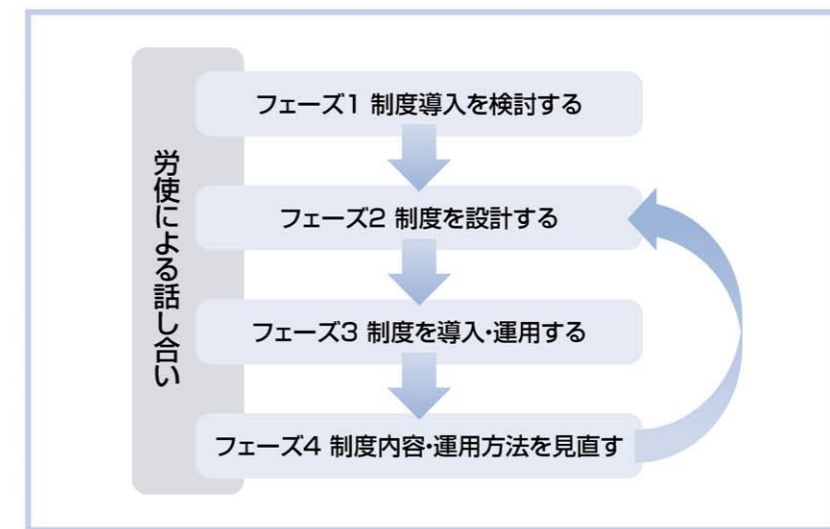 労使による話し合い
フェーズ1 制度導入を検討する
フェーズ2 制度を設計する
フェーズ3 制度を導入・運用する
フェーズ4 制度内容・運用方法を見直す